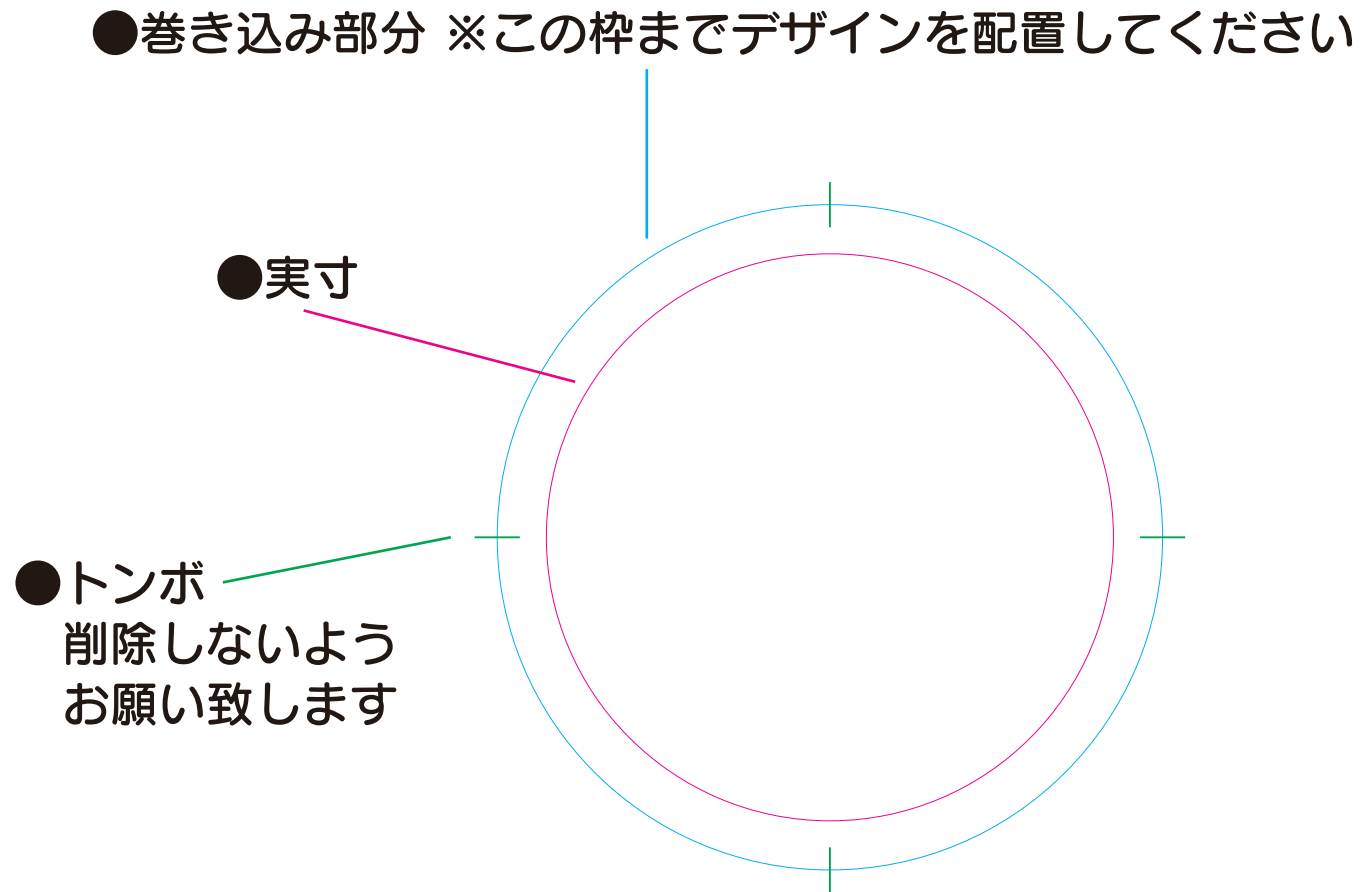 ●巻き込み部分 ※この枠までデザインを配置してください
●実寸
●トンボ
削除しないよう
お願い致します